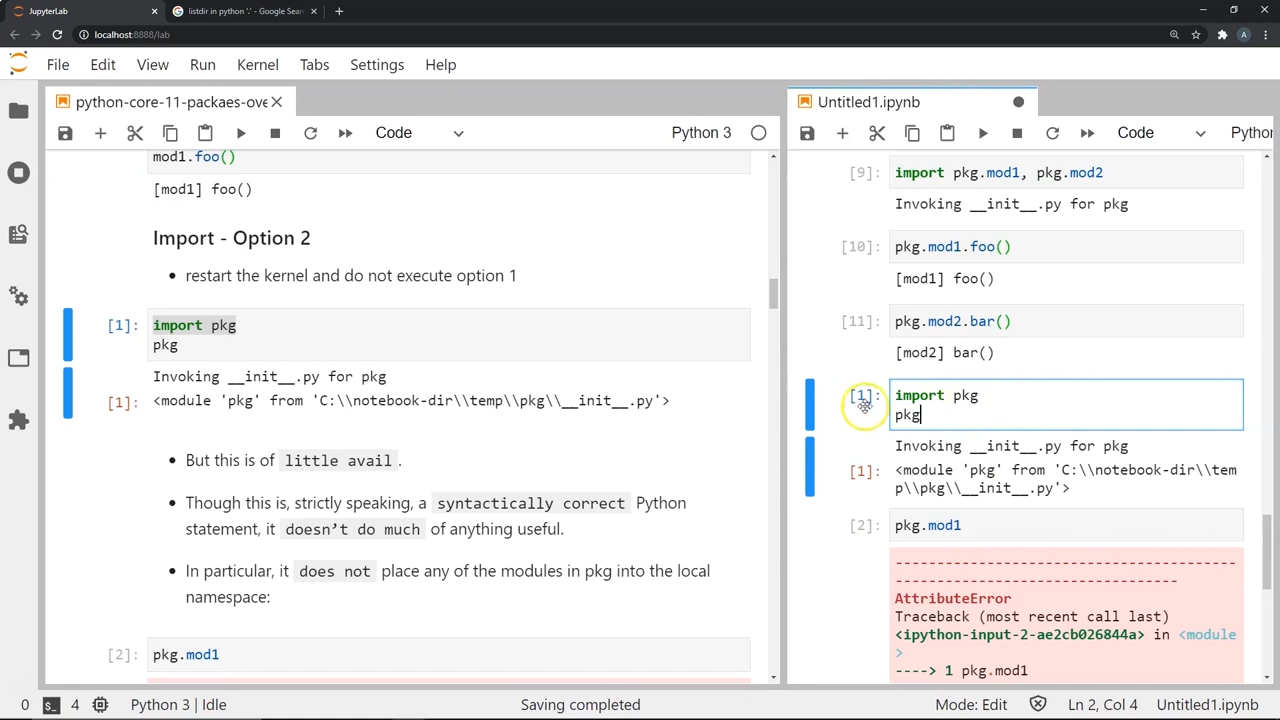 JupyterLab
listdir in python '.' - Google Sear
localhost:8888/lab
A
File Edit View Run Kernel Tabs Settings Help
python-core-11-packaes-ove
Code
Python 3
mod1.foo()
[mod1] foo()
Import - Option 2
• restart the kernel and do not execute option 1
[1]: import pkg
pkg
Invoking __init__.py for pkg
[1]: <module 'pkg' from 'C:\\notebook-dir\\temp\\pkg\\__init__.py'>
• But this is of little avail .
• Though this is, strictly speaking, a syntactically correct Python
statement, it doesn’t do much of anything useful.
• In particular, it does not place any of the modules in pkg into the local
namespace:
[2]: pkg.mod1
Untitled1.ipynb
Code
Pythor
[9]: import pkg.mod1, pkg.mod2
Invoking __init__.py for pkg
[10]: pkg.mod1.foo()
[mod1] foo()
[11]: pkg.mod2.bar()
[mod2] bar()
[1]: import pkg
pkg
Invoking __init__.py for pkg
[1]: <module 'pkg' from 'C:\\notebook-dir\\tem
p\\pkg\\__init__.py'>
[2]: pkg.mod1
---------------------------------------------------------------------------
AttributeError
Traceback (most recent call last)
<ipython-input-2-ae2cb026844a> in <module
>
----> 1 pkg.mod1
0 $_ 4 Python 3 | Idle Saving completed Mode: Edit Ln 2, Col 4 Untitled1.ipynb